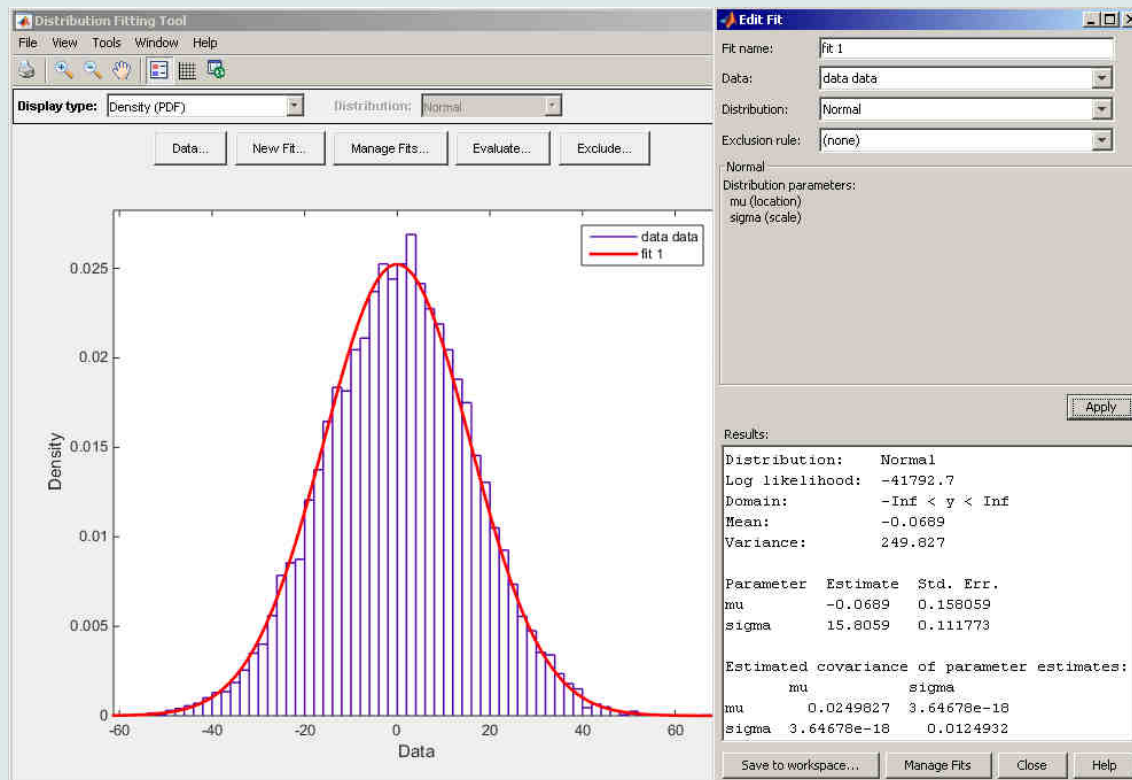 Distribution Fitting Tool
File View Tools Window Help
Display type: Density (PDF) Distribution: Normal
Data... New Fit... Manage Fits... Evaluate... Exclude...
data data
fit 1
0.025
0.02
0.015
0.01
0.005
0
Density
-60 -40 -20 0 20 40 60
Data
Edit Fit
Fit name: fit 1
Data: data data
Distribution: Normal
Exclusion rule: (none)
Normal
Distribution parameters:
mu (location)
sigma (scale)
Apply
Results:
Distribution: Normal
Log likelihood: -41792.7
Domain: -Inf < y < Inf
Mean: -0.0689
Variance: 249.827
Parameter Estimate Std. Err.
mu -0.0689 0.158059
sigma 15.8059 0.111773
Estimated covariance of parameter estimates:
mu sigma
mu 0.0249827 3.64678e-18
sigma 3.64678e-18 0.0124932
Save to workspace... Manage Fits Close Help